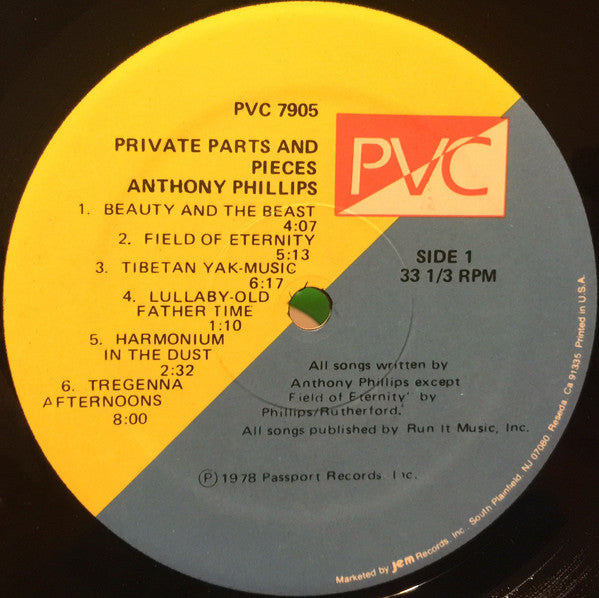 PVC 7905
PRIVATE PARTS AND
PIECES
ANTHONY PHILLIPS
1. BEAUTY AND THE BEAST
4:07
2. FIELD OF ETERNITY
5:13
3. TIBETAN YAK-MUSIC
6:17
4. LULLABY-OLD
FATHER TIME
1:10
5. HARMONIUM
IN THE DUST
2:32
6. TREGENNA
AFTERNOONS
8:00
PVC
SIDE 1
33 1/3 RPM
All songs written by
Anthony Phillips except
Field of Eternity' by
Phillips/Rutherford.
All songs published by Run It Music, Inc.
Ⓟ 1978 Passport Records. Inc.
Marketed by jem Records, Inc. South Plainfield, NJ 07080 Reseda, Ca 91335 Printed in U.S.A.